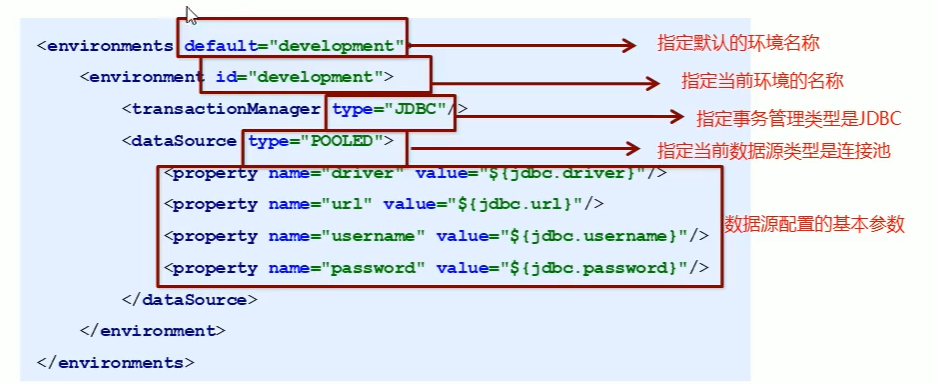 <environments default="development"
指定默认的环境名称
<environment id="development">
指定当前环境的名称
<transactionManager type="JDBC"/>
指定事务管理类型是JDBC
<dataSource type="POOLED">
指定当前数据源类型是连接池
<property name="driver" value="${jdbc.driver}"/>
<property name="url" value="${jdbc.url}"/>
<property name="username" value="${jdbc.username}"/>
数据源配置的基本参数
<property name="password" value="${jdbc.password}"/>
</dataSource>
</environment>
</environments>